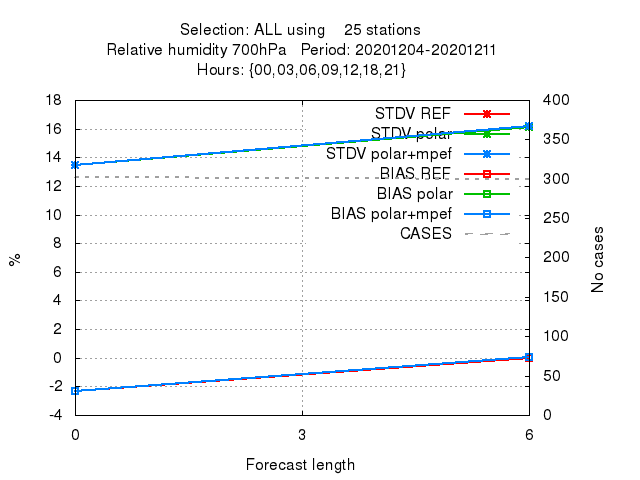 Selection: ALL using    25 stations
Relative humidity 700hPa   Period: 20201204-20201211
Hours: {00,03,06,09,12,18,21}
18
16
14
12
10
8
6
4
2
0
-2
-4
%
400
350
300
250
200
150
100
50
0
No cases
STDV REF
STDV polar
STDV polar+mpef
BIAS REF
BIAS polar
BIAS polar+mpef
CASES
0
3
6
Forecast length